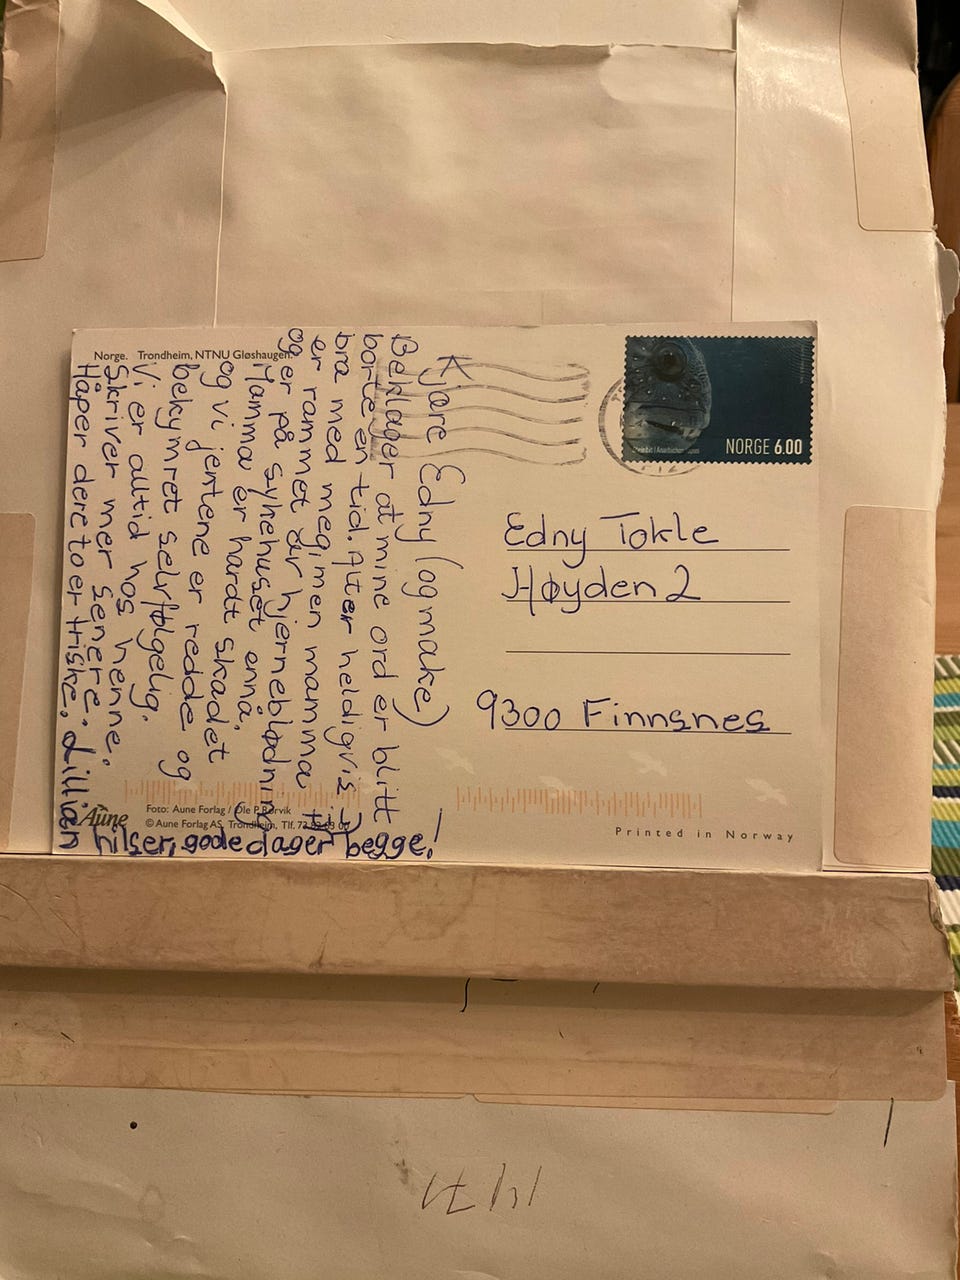 Norge. Trondheim, NTNU Gløshaugen.
Kjære Edny (og make)
Beklager at mine ord er blitt
borte en tid. Alt er heldigvis
bra med meg, men mamma
er rammet av hjerneblødning
og er på sykehuset ennå.
Mamma er hardt skadet
og vi jentene er redde og
bekymret selvfølgelig.
Vi er alltid hos henne.
Skriver mer senere.
Håper dere to er friske. Lillian
hilser, gode dager til begge!
NORGE 6.00
Edny Tokle
Høyden 2
9300 Finnsnes
Aune
Foto: Aune Forlag / Ole P. Rørvik
© Aune Forlag AS, Trondheim, Tlf. 73
Printed in Norway